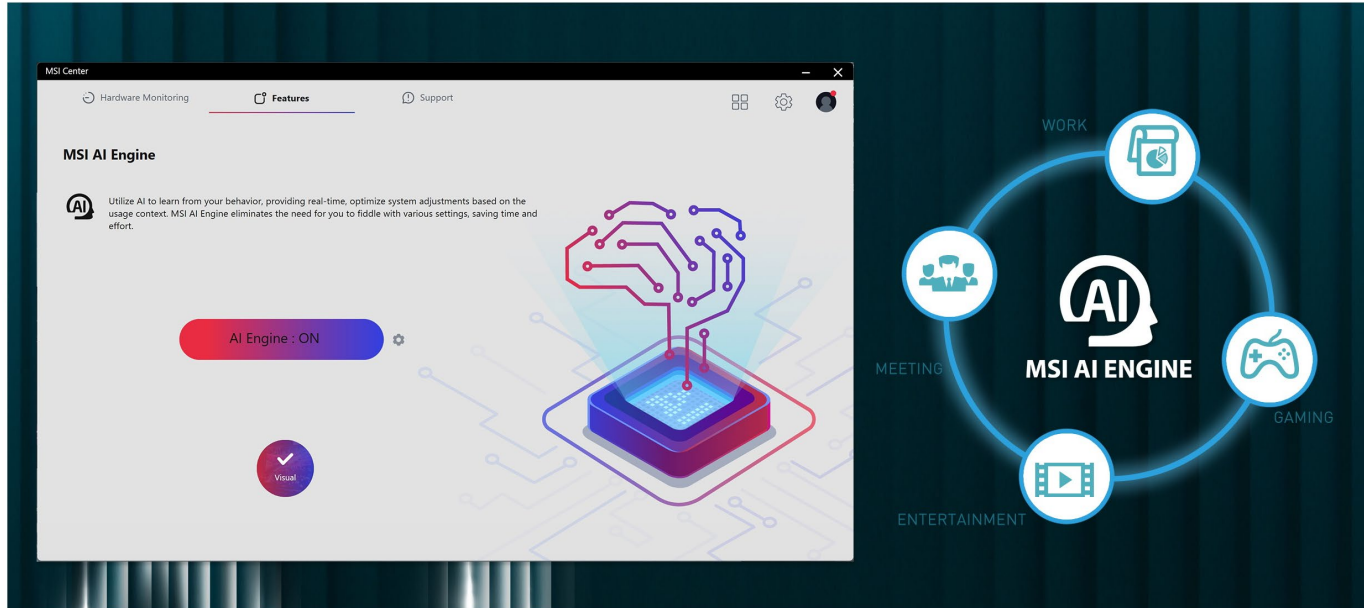 MSI Center
Hardware Monitoring
Features
Support
MSI AI Engine
AI
Utilize AI to learn from your behavior, providing real-time, optimize system adjustments based on the
usage context. MSI AI Engine eliminates the need for you to fiddle with various settings, saving time and
effort.
AI Engine : ON
Visual
WORK
MEETING
AI
MSI AI ENGINE
GAMING
ENTERTAINMENT